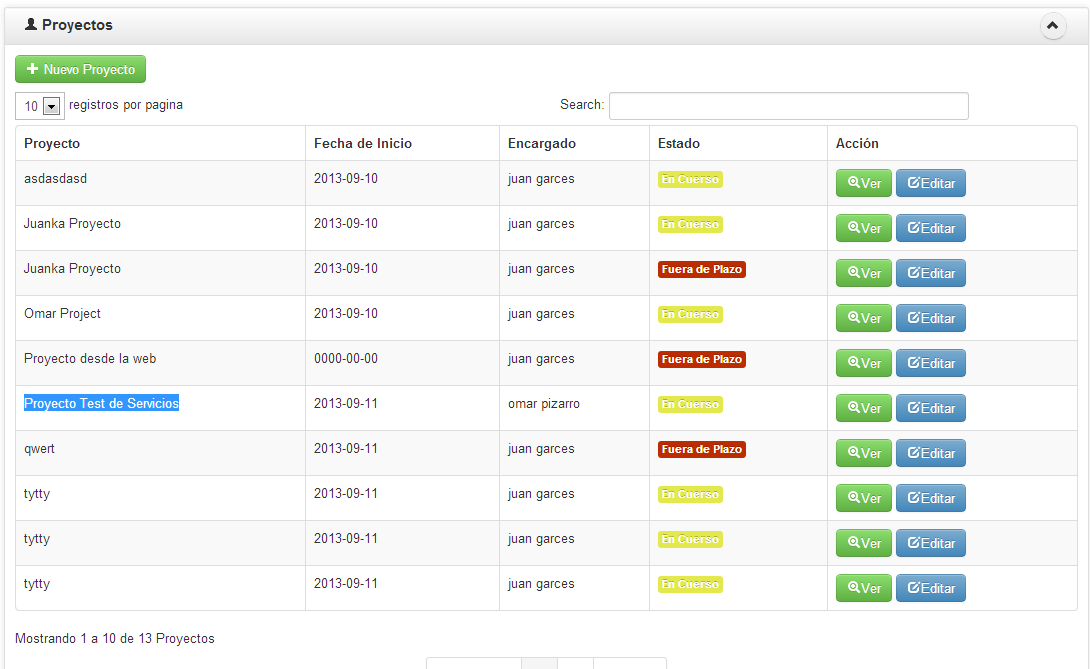 Proyectos
Nuevo Proyecto
10 registros por pagina Search:
Proyecto Fecha de Inicio Encargado Estado Acción
asdasdasd 2013-09-10 juan garces En Cuerso Ver Editar
Juanka Proyecto 2013-09-10 juan garces En Cuerso Ver Editar
Juanka Proyecto 2013-09-10 juan garces Fuera de Plazo Ver Editar
Omar Project 2013-09-10 juan garces En Cuerso Ver Editar
Proyecto desde la web 0000-00-00 juan garces Fuera de Plazo Ver Editar
Proyecto Test de Servicios 2013-09-11 omar pizarro En Cuerso Ver Editar
qwert 2013-09-11 juan garces Fuera de Plazo Ver Editar
tytty 2013-09-11 juan garces En Cuerso Ver Editar
tytty 2013-09-11 juan garces En Cuerso Ver Editar
tytty 2013-09-11 juan garces En Cuerso Ver Editar
Mostrando 1 a 10 de 13 Proyectos